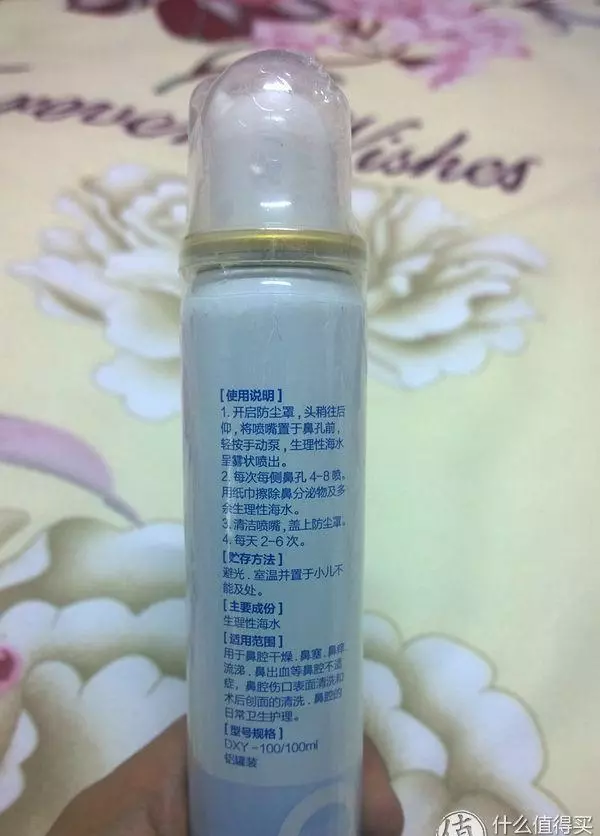 Forever Wishes
[使用说明]
1. 开启防尘罩，头稍往后
仰，将喷嘴置于鼻孔前，
轻按手动泵，生理性海水
呈雾状喷出。
2. 每次每侧鼻孔 4-8 喷。
用纸巾擦除鼻分泌物及多
余生理性海水。
3. 清洁喷嘴，盖上防尘罩。
4. 每天 2-6 次。
[贮存方法]
避光．室温并置于小儿不
能及处。
[主要成份]
生理性海水
[适用范围]
用于鼻腔干燥．鼻塞．鼻痒．
流涕．鼻出血等鼻腔不适
症，鼻腔伤口表面清洗和
术后创面的清洗．鼻腔的
日常卫生护理。
[型号规格]
DXY-100/100ml
铝罐装
值 什么值得买